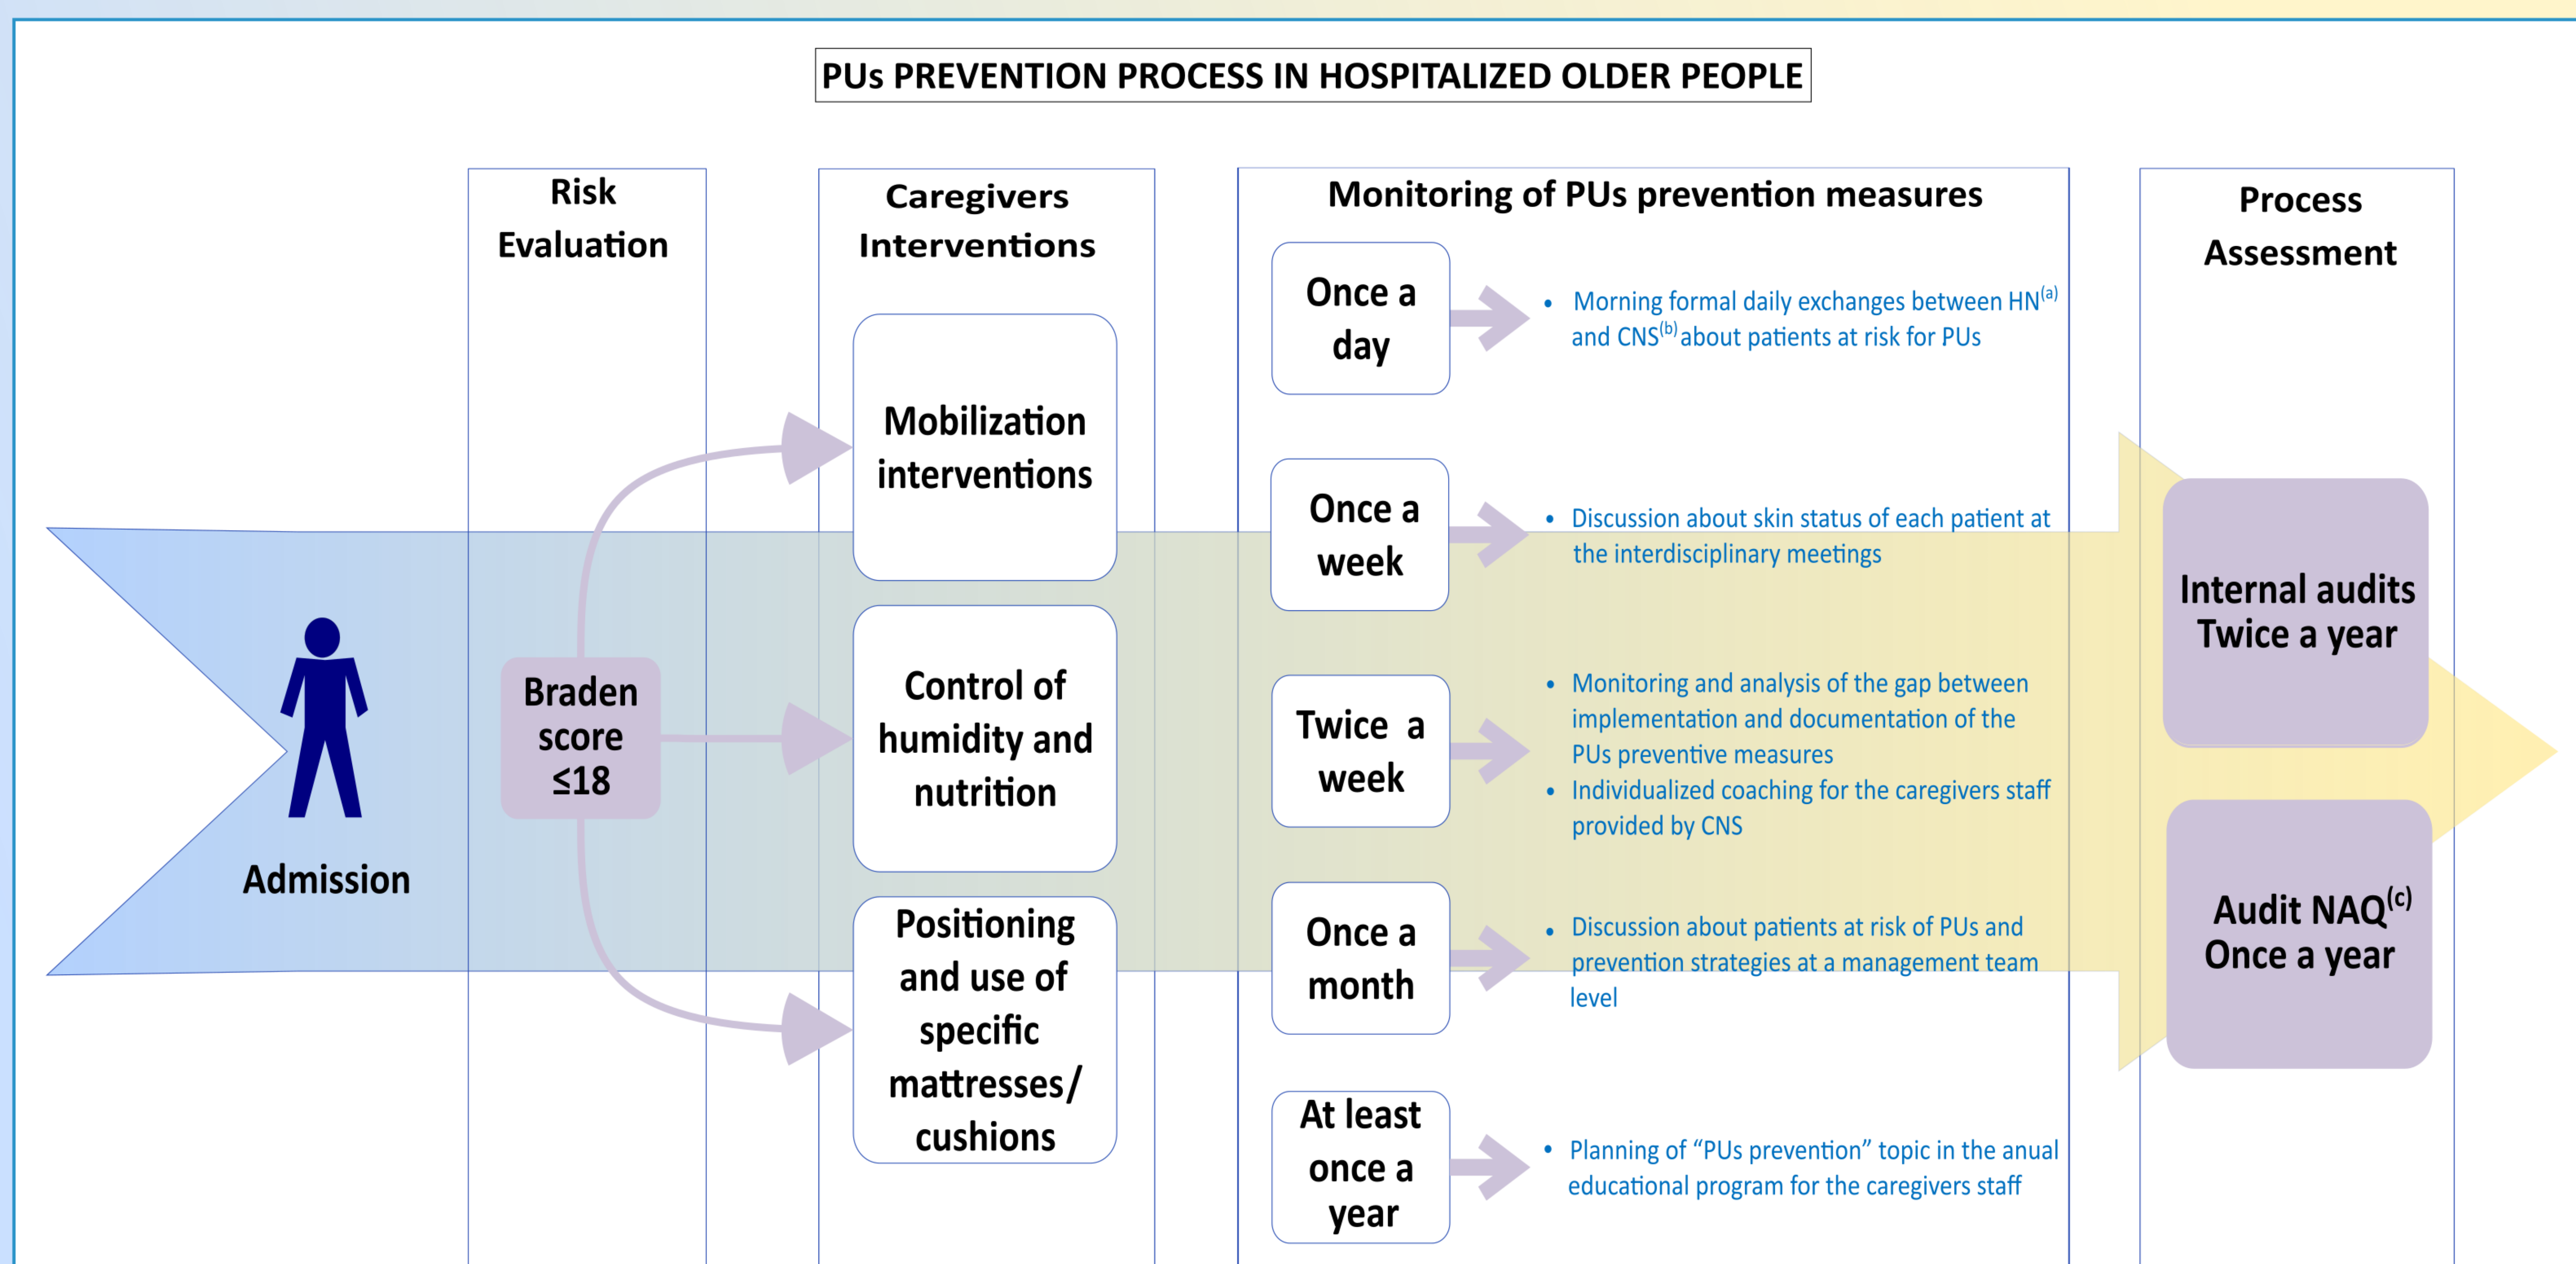 PUs PREVENTION PROCESS IN HOSPITALIZED OLDER PEOPLE
Risk
Evaluation
Caregivers
Interventions
Monitoring of PUs prevention measures
Process
Assessment
Admission
Braden
score
≤18
Mobilization
interventions
Control of
humidity and
nutrition
Positioning
and use of
specific
mattresses/
cushions
Once a
day
• Morning formal daily exchanges between HN(a)
and CNS(b) about patients at risk for PUs
Once a
week
• Discussion about skin status of each patient at
the interdisciplinary meetings
Twice a
week
• Monitoring and analysis of the gap between
implementation and documentation of the
PUs preventive measures
• Individualized coaching for the caregivers staff
provided by CNS
Once a
month
• Discussion about patients at risk of PUs and
prevention strategies at a management team
level
At least
once a
year
• Planning of “PUs prevention” topic in the anual
educational program for the caregivers staff
Internal audits
Twice a year
Audit NAQ(c)
Once a year